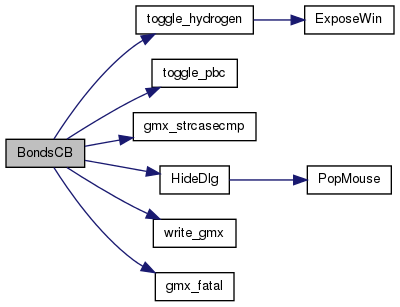 toggle_hydrogen
ExposeWin
toggle_pbc
gmx_strcasecmp
BondsCB
HideDlg
PopMouse
write_gmx
gmx_fatal